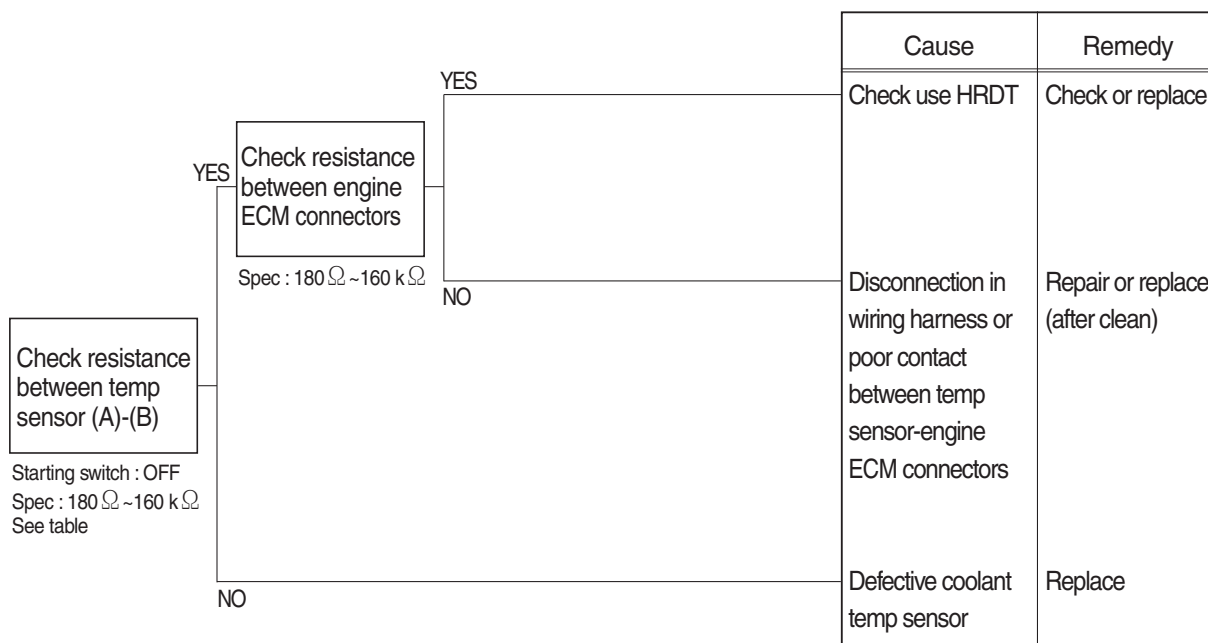 Cause Remedy
YES
Check use HRDT Check or replace
YES
Check resistance
between engine
ECM connectors
Spec : 180 Ω ~160 k Ω
NO
Disconnection in Repair or replace
wiring harness or (after clean)
poor contact
between temp
sensor-engine
ECM connectors
Check resistance
between temp
sensor (A)-(B)
Starting switch : OFF
Spec : 180 Ω ~160 k Ω
See table
NO
Defective coolant Replace
temp sensor